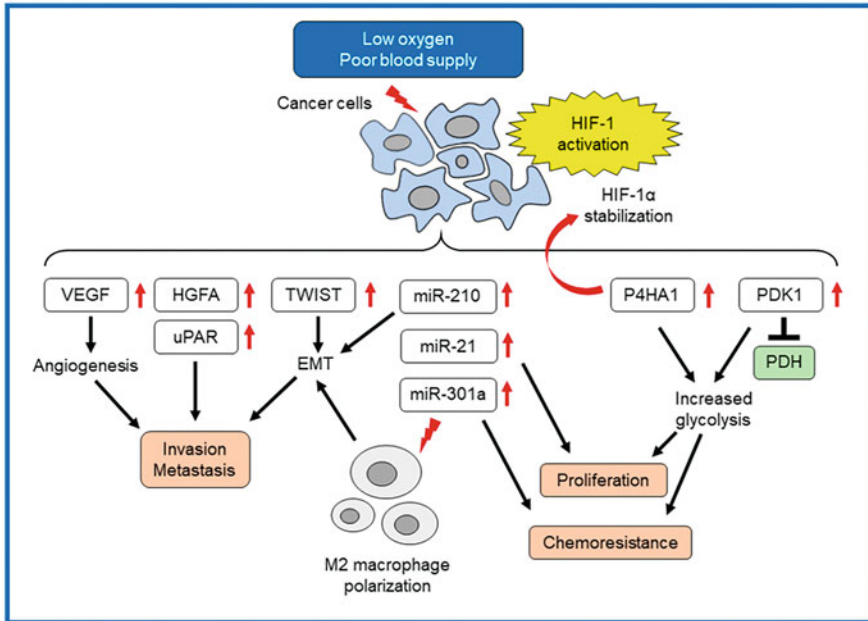 Low oxygen
Poor blood supply
Cancer cells
HIF-1
activation
HIF-1α
stabilization
VEGF
HGFA
TWIST
miR-210
P4HA1
PDK1
uPAR
miR-21
Angiogenesis
EMT
PDH
miR-301a
Increased
glycolysis
Invasion
Metastasis
Proliferation
Chemoresistance
M2 macrophage
polarization